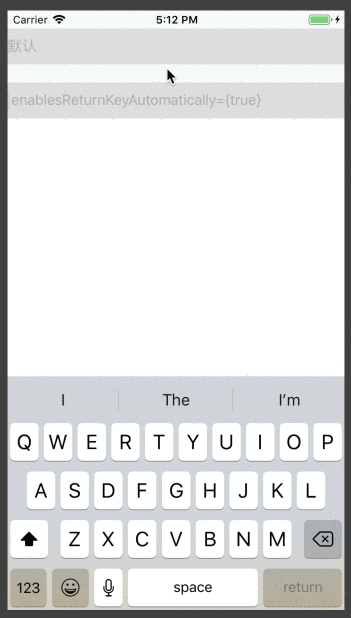 Carrier 5:12 PM
默认
enablesReturnKeyAutomatically={true}
I The I'm
Q W E R T Y U I O P
A S D F G H J K L
Z X C V B N M
123 space return